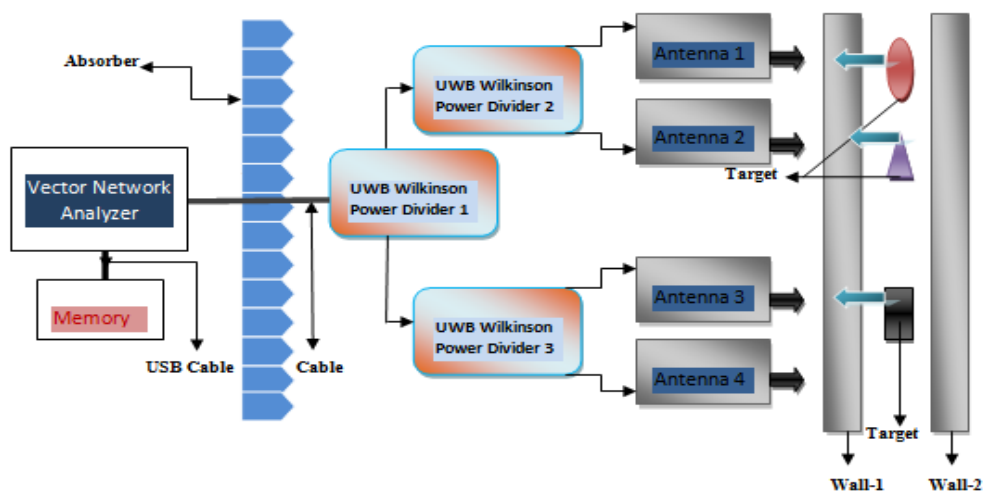 Absorber
Vector Network
Analyzer
Memory
USB Cable
Cable
UWB Wilkinson
Power Divider 1
UWB Wilkinson
Power Divider 2
UWB Wilkinson
Power Divider 3
Antenna 1
Antenna 2
Antenna 3
Antenna 4
Target
Target
Wall-1
Wall-2